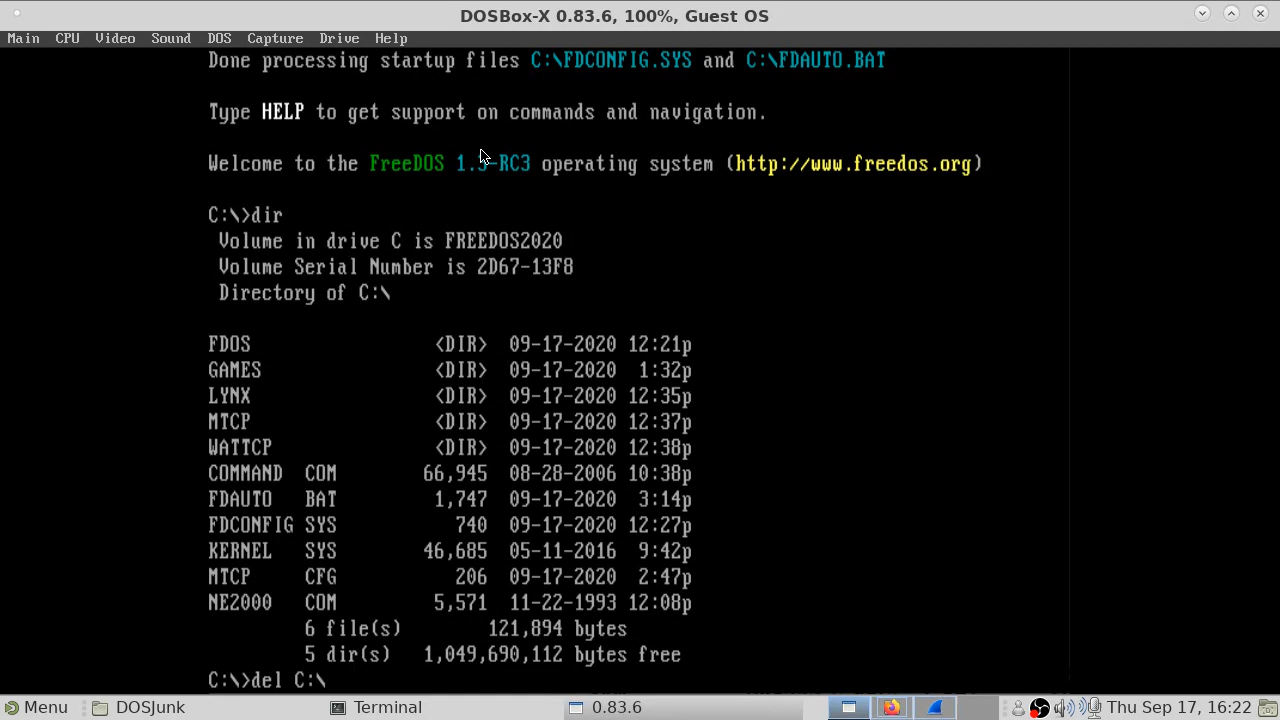 DOSBox-X 0.83.6, 100%, Guest OS
Main CPU Video Sound DOS Capture Drive Help
Done processing startup files C:\FDCONFIG.SYS and C:\FDAUTO.BAT
Type HELP to get support on commands and navigation.
Welcome to the FreeDOS 1.3-RC3 operating system (http://www.freedos.org)
C:\>dir
Volume in drive C is FREEDOS2020
Volume Serial Number is 2D67-13F8
Directory of C:\
FDOS <DIR> 09-17-2020 12:21p
GAMES <DIR> 09-17-2020 1:32p
LYNX <DIR> 09-17-2020 12:35p
MTCP <DIR> 09-17-2020 12:37p
WATTCP <DIR> 09-17-2020 12:38p
COMMAND COM 66,945 08-28-2006 10:38p
FDAUTO BAT 1,747 09-17-2020 3:14p
FDCONFIG SYS 740 09-17-2020 12:27p
KERNEL SYS 46,685 05-11-2016 9:42p
MTCP CFG 206 09-17-2020 2:47p
NE2000 COM 5,571 11-22-1993 12:08p
6 file(s) 121,894 bytes
5 dir(s) 1,049,690,112 bytes free
C:\>del C:\
Menu DOSJunk Terminal 0.83.6 Thu Sep 17, 16:22